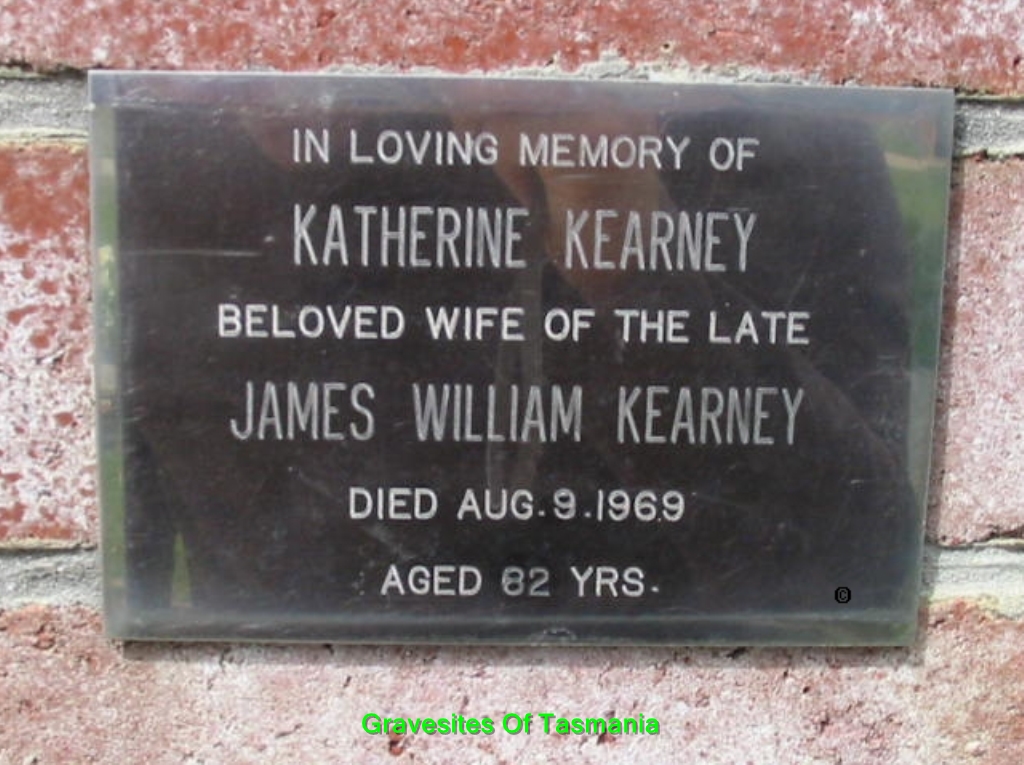 IN LOVING MEMORY OF
KATHERINE KEARNEY
BELOVED WIFE OF THE LATE
JAMES WILLIAM KEARNEY
DIED AUG. 9. 1969
AGED 82 YRS.
©
Gravesites Of Tasmania